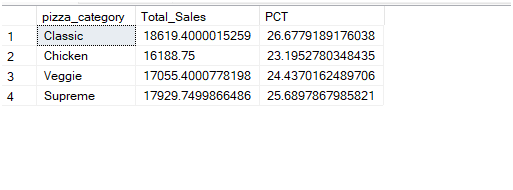 pizza_category Total_Sales PCT
1 Classic 18619.4000015259 26.6779189176038
2 Chicken 16188.75 23.1952780348435
3 Veggie 17055.4000778198 24.4370162489706
4 Supreme 17929.7499866486 25.6897867985821